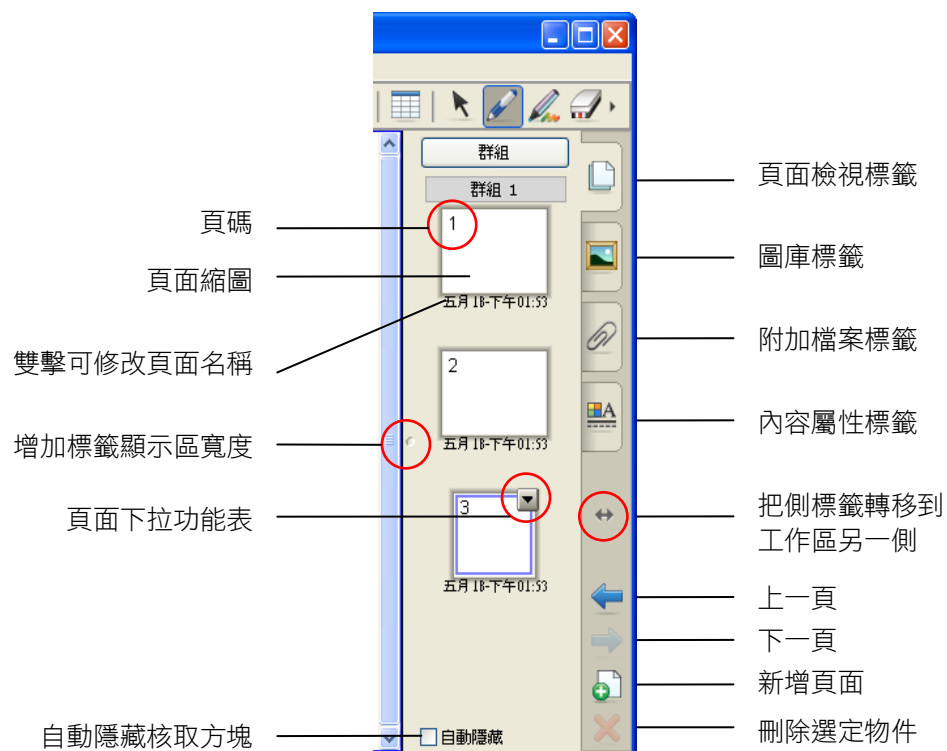 群組
群組 1
頁碼
1
頁面縮圖
五月 18-下午01:53
雙擊可修改頁面名稱
2
增加標籤顯示區寬度
五月 18-下午01:53
頁面下拉功能表
3
五月 18-下午01:53
自動隱藏核取方塊
自動隱藏
頁面檢視標籤
圖庫標籤
附加檔案標籤
A
內容屬性標籤
把側標籤轉移到
工作區另一側
上一頁
下一頁
新增頁面
刪除選定物件